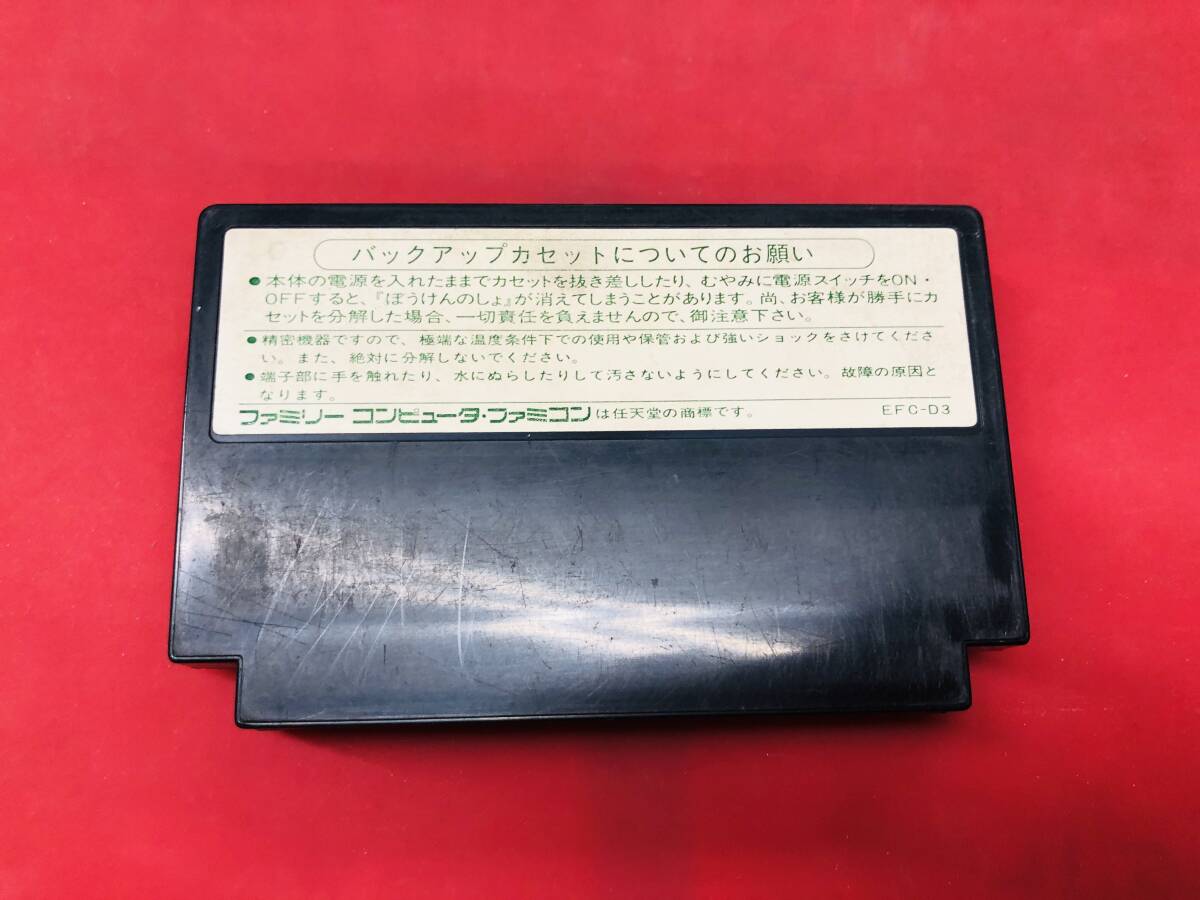 バックアップカセットについてのお願い
●本体の電源を入れたままでカセットを抜き差ししたり、むやみに電源スイッチをON・
OFFすると、『ぼうけんのしょ』が消えてしまうことがあります。尚、お客様が勝手にカ
セットを分解した場合、一切責任を負えませんので、御注意下さい。
●精密機器ですので、極端な温度条件下での使用や保管および強いショックをさけてくださ
い。また、絶対に分解しないでください。
●端子部に手を触れたり、水にぬらしたりして汚さないようにしてください。故障の原因と
なります。
ファミリーコンピュータ・ファミコンは任天堂の商標です。 EFC-D3